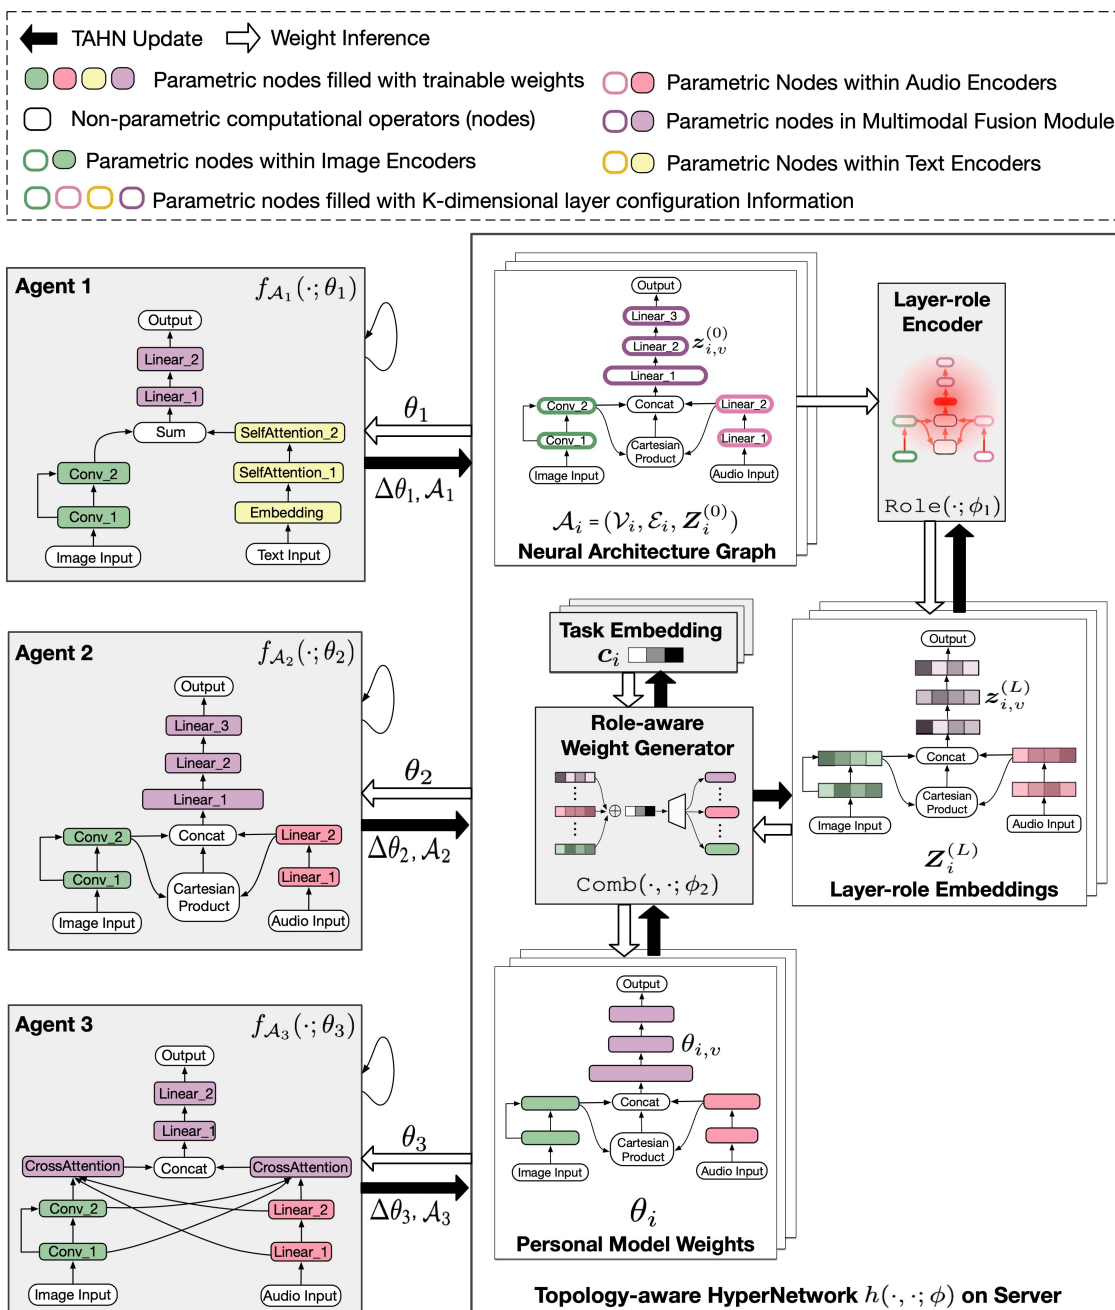 TAHN Update Weight Inference
Parametric nodes filled with trainable weights
Parametric Nodes within Audio Encoders
Non-parametric computational operators (nodes)
Parametric nodes in Multimodal Fusion Module
Parametric nodes within Image Encoders
Parametric Nodes within Text Encoders
Parametric nodes filled with K-dimensional layer configuration Information
Agent 1
f_{A_1}(·; θ_1)
Output
Linear_2
Linear_1
Sum
SelfAttention_2
Conv_2
SelfAttention_1
Conv_1
Embedding
Image Input
Text Input
θ_1
Δθ_1, A_1
Agent 2
f_{A_2}(·; θ_2)
Output
Linear_3
Linear_2
Linear_1
Conv_2
Concat
Linear_2
Conv_1
Cartesian
Product
Linear_1
Image Input
Audio Input
θ_2
Δθ_2, A_2
Agent 3
f_{A_3}(·; θ_3)
Output
Linear_2
Linear_1
CrossAttention
Concat
CrossAttention
Conv_2
Linear_2
Conv_1
Linear_1
Image Input
Audio Input
θ_3
Δθ_3, A_3
Output
Linear_3
Linear_2
z_{i,v}^{(0)}
Linear_1
Conv_2
Concat
Linear_2
Conv_1
Cartesian
Product
Linear_1
Image Input
Audio Input
A_i = (V_i, E_i, Z_i^{(0)})
Neural Architecture Graph
Layer-role
Encoder
Role(·; ϕ_1)
Task Embedding
c_i
Role-aware
Weight Generator
Comb(·, ·; ϕ_2)
Output
z_{i,v}^{(L)}
Concat
Cartesian
Product
Image Input
Audio Input
Z_i^{(L)}
Layer-role Embeddings
Output
θ_{i,v}
Concat
Cartesian
Product
Image Input
Audio Input
θ_i
Personal Model Weights
Topology-aware HyperNetwork h(·, ·; ϕ) on Server